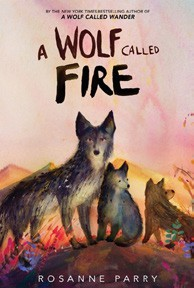 BY THE NEW YORK TIMES BESTSELLING AUTHOR OF
A WOLF CALLED WANDER
A WOLF CALLED
FIRE
ROSANNE PARRY